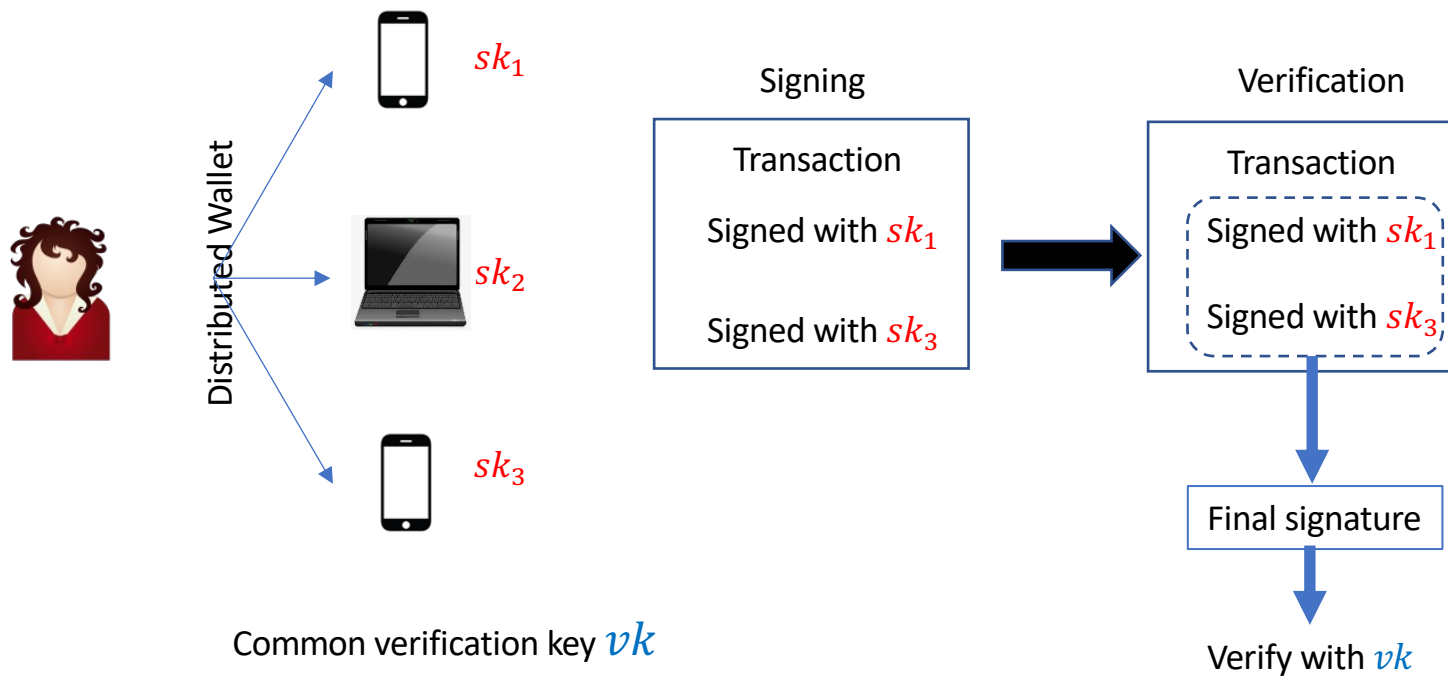 Distributed Wallet
sk₁
sk₂
sk₃
Common verification key vk
Signing
Transaction
Signed with sk₁
Signed with sk₃
Verification
Transaction
Signed with sk₁
Signed with sk₃
Final signature
Verify with vk